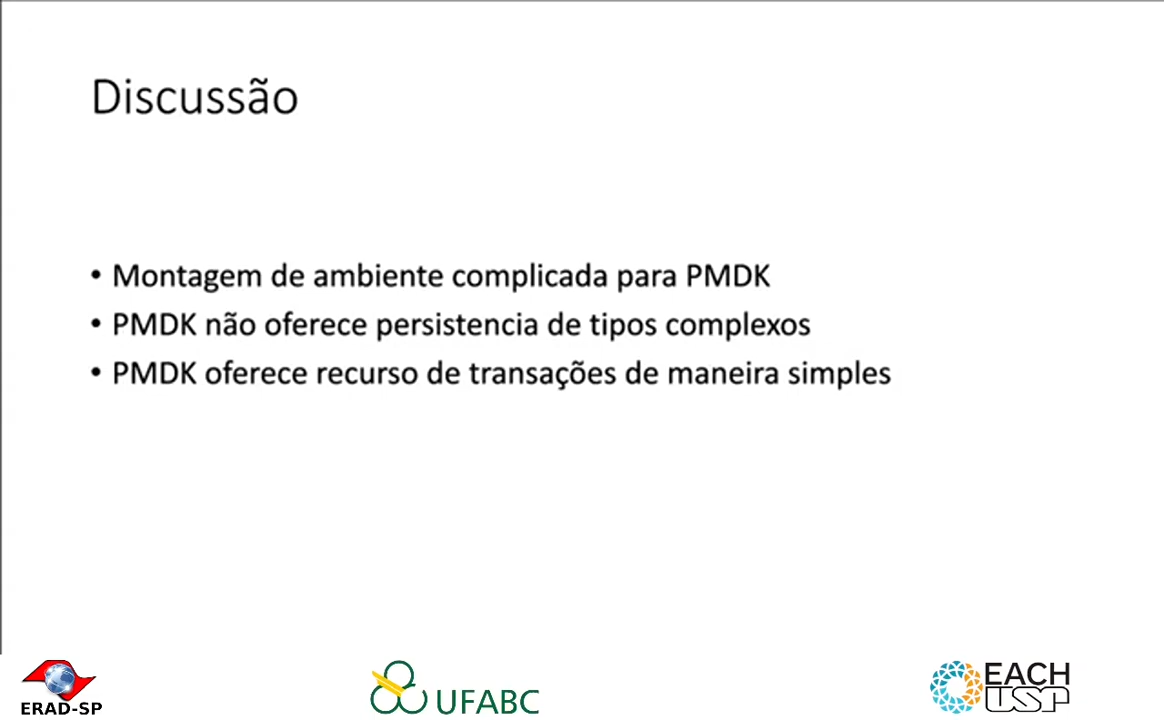 Discussão
• Montagem de ambiente complicada para PMDK
• PMDK não oferece persistencia de tipos complexos
• PMDK oferece recurso de transações de maneira simples
ERAD-SP
UFABC
EACH
USP